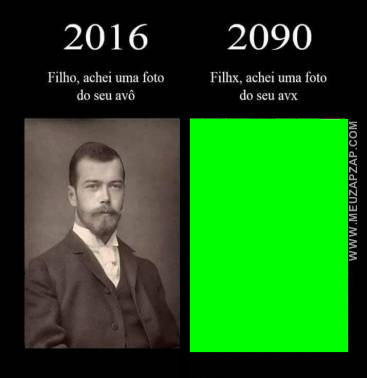 2016
Filho, achei uma foto
do seu avô
2090
Filhx, achei uma foto
do seu avx
WWW.MEUZAPZAP.COM